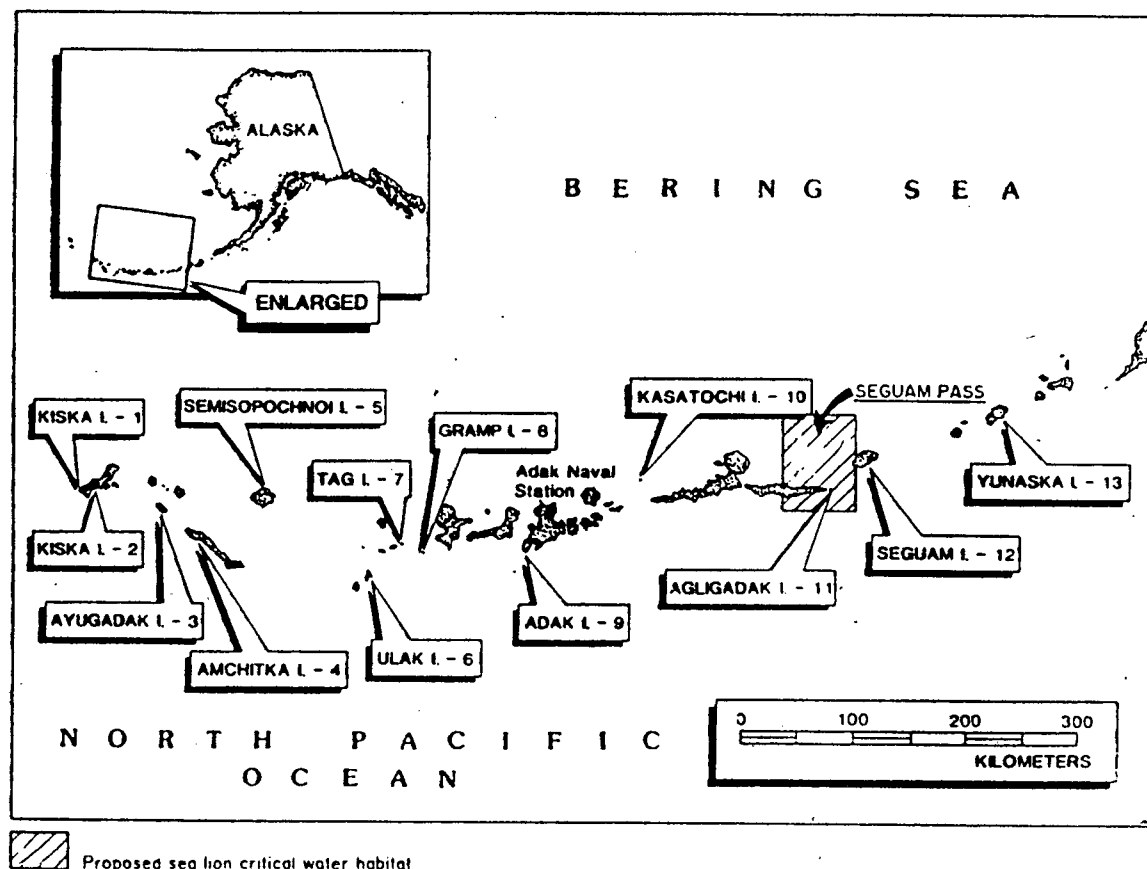 ALASKA
ENLARGED
B E R I N G S E A
KISKA I. - 1
SEMISOPOCHNOI I. - 5
GRAMP I. - 8
KASATOCHI I. - 10
SEGUAM PASS
TAG I. - 7
Adak Naval
Station
YUNASKA I. - 13
KISKA I. - 2
SEGUAM I. - 12
AGLIGADAK I. - 11
AYUGADAK I. - 3
ADAK I. - 9
ULAK I. - 6
AMCHITKA I. - 4
N O R T H P A C I F I C
O C E A N
0 100 200 300
KILOMETERS
Proposed sea lion critical water habitat